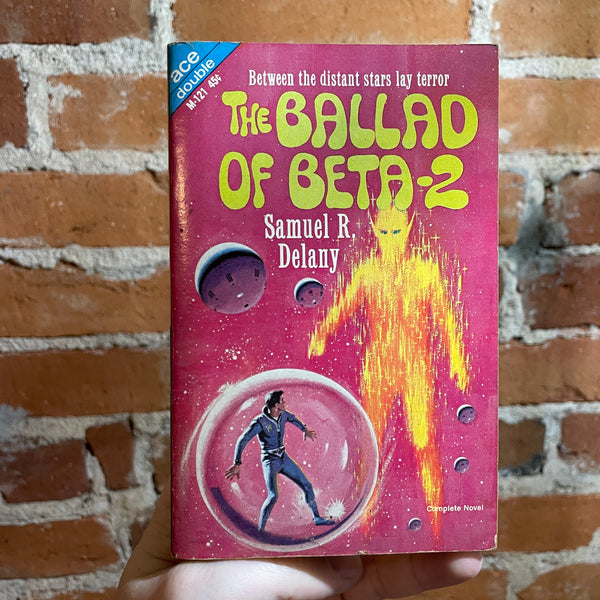 ace
double
M-121 45¢
Between the distant stars lay terror
THE BALLAD
OF BETA-2
Samuel R.
Delany
Complete Novel